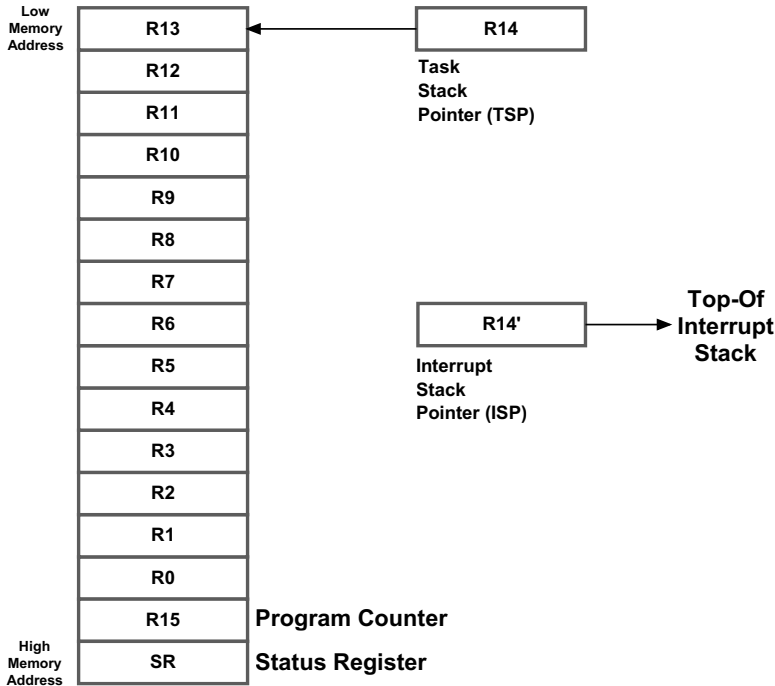 Low
Memory
Address
R13
R14
R12
Task
Stack
Pointer (TSP)
R11
R10
R9
R8
R7
R6
R14'
Top-Of
Interrupt
Stack
R5
Interrupt
Stack
Pointer (ISP)
R4
R3
R2
R1
R0
R15
Program Counter
High
Memory
Address
SR
Status Register